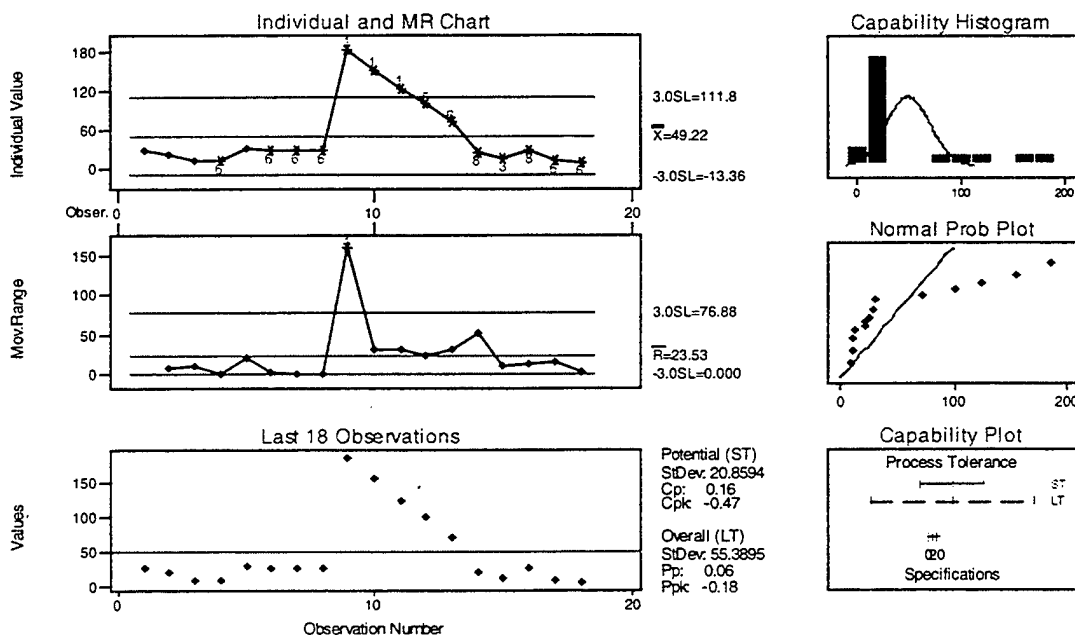 Individual and MR Chart
Individual Value
180
120
60
0
1
1
1
5
6
6
6
6
6
8
3
8
5
6
3.0SL=111.8
X=49.22
-3.0SL=-13.36
Obser. 0
10
20
Mov.Range
150
100
50
0
3.0SL=76.88
R=23.53
-3.0SL=0.000
Last 18 Observations
Values
150
100
50
0
0
10
20
Observation Number
Potential (ST)
StDev: 20.8594
Cp: 0.16
Cpk: -0.47
Overall (LT)
StDev: 55.3895
Pp: 0.06
Ppk: -0.18
Capability Histogram
0
100
200
Normal Prob Plot
0
100
200
Capability Plot
Process Tolerance
ST
LT
Specifications